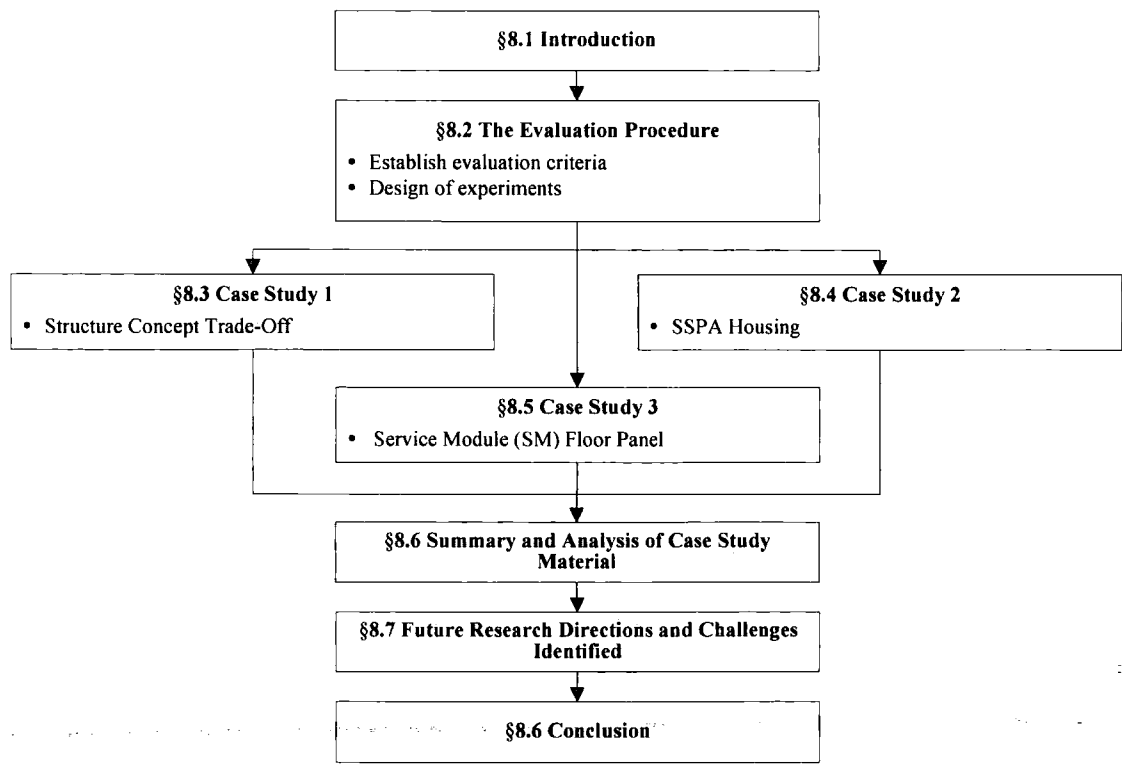 §8.1 Introduction
§8.2 The Evaluation Procedure
• Establish evaluation criteria
• Design of experiments
§8.3 Case Study 1
• Structure Concept Trade-Off
§8.4 Case Study 2
• SSPA Housing
§8.5 Case Study 3
• Service Module (SM) Floor Panel
§8.6 Summary and Analysis of Case Study
Material
§8.7 Future Research Directions and Challenges
Identified
§8.6 Conclusion